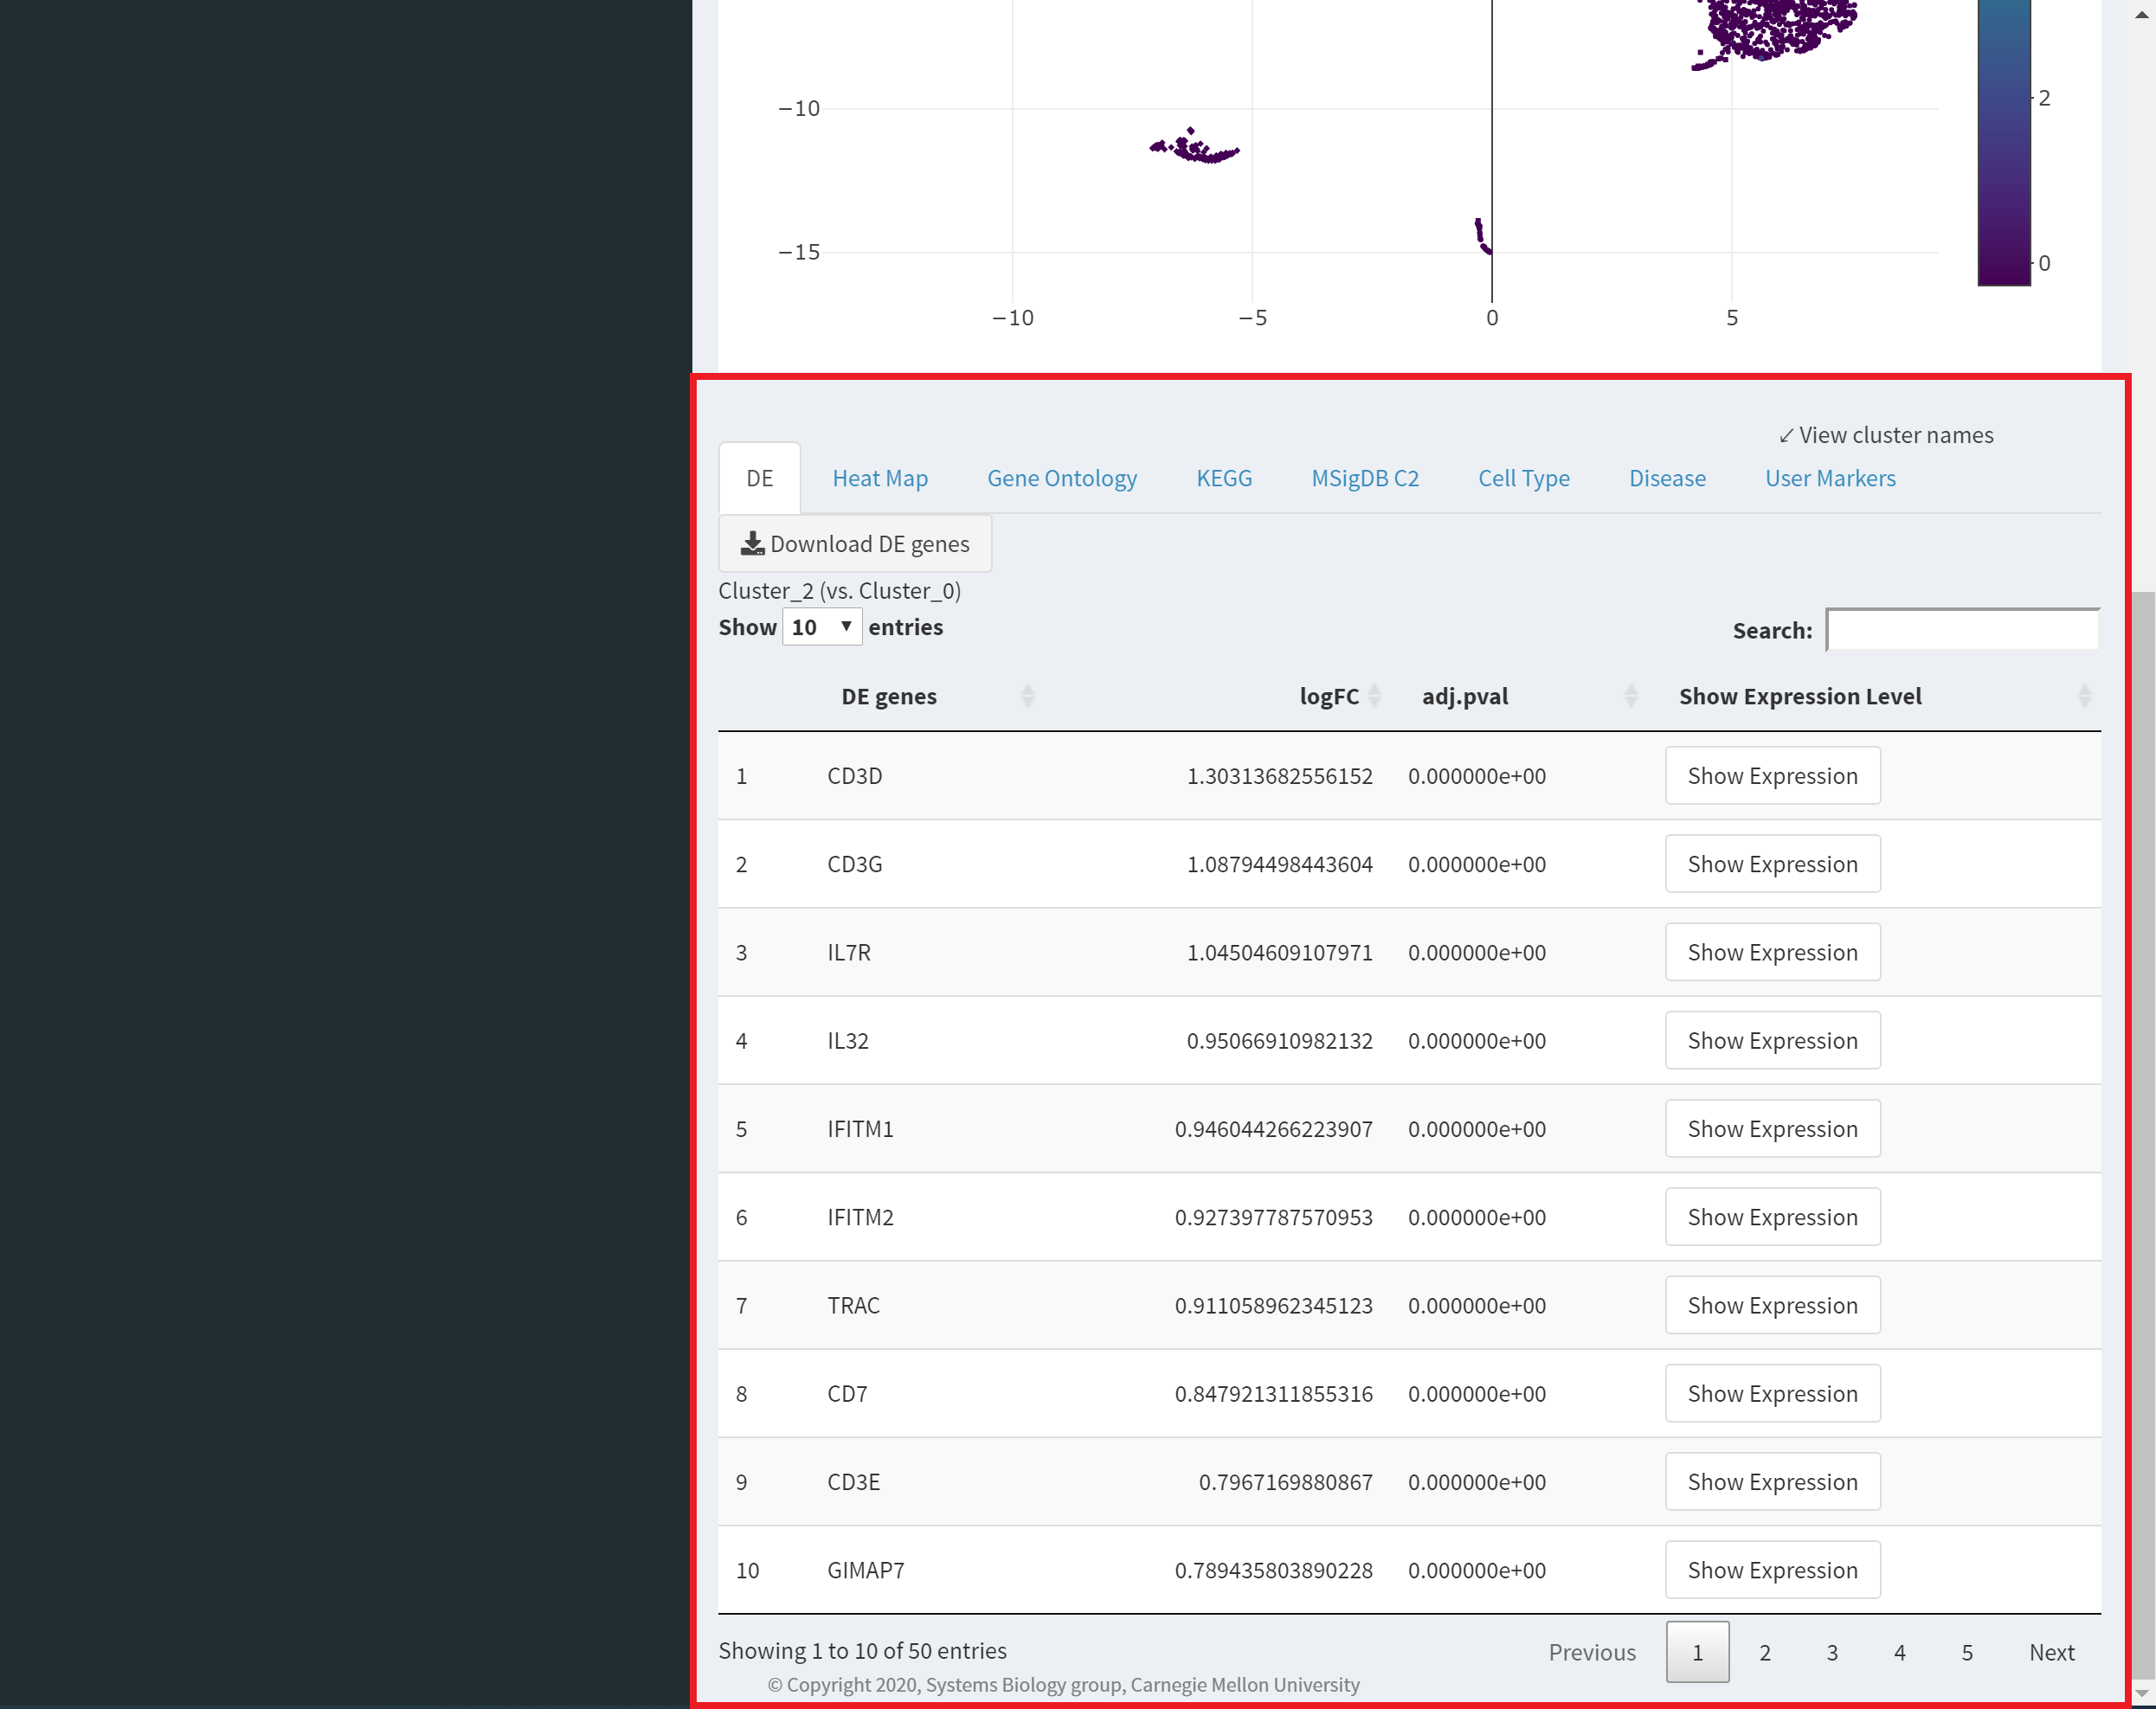 2
−10
−15
0
−10 −5 0 5
↙ View cluster names
DE Heat Map Gene Ontology KEGG MSigDB C2 Cell Type Disease User Markers
Download DE genes
Cluster_2 (vs. Cluster_0)
Show 10 entries Search:
DE genes logFC adj.pval Show Expression Level
1 CD3D 1.30313682556152 0.000000e+00 Show Expression
2 CD3G 1.08794498443604 0.000000e+00 Show Expression
3 IL7R 1.04504609107971 0.000000e+00 Show Expression
4 IL32 0.95066910982132 0.000000e+00 Show Expression
5 IFITM1 0.946044266223907 0.000000e+00 Show Expression
6 IFITM2 0.927397787570953 0.000000e+00 Show Expression
7 TRAC 0.911058962345123 0.000000e+00 Show Expression
8 CD7 0.847921311855316 0.000000e+00 Show Expression
9 CD3E 0.7967169880867 0.000000e+00 Show Expression
10 GIMAP7 0.789435803890228 0.000000e+00 Show Expression
Showing 1 to 10 of 50 entries Previous 1 2 3 4 5 Next
© Copyright 2020, Systems Biology group, Carnegie Mellon University